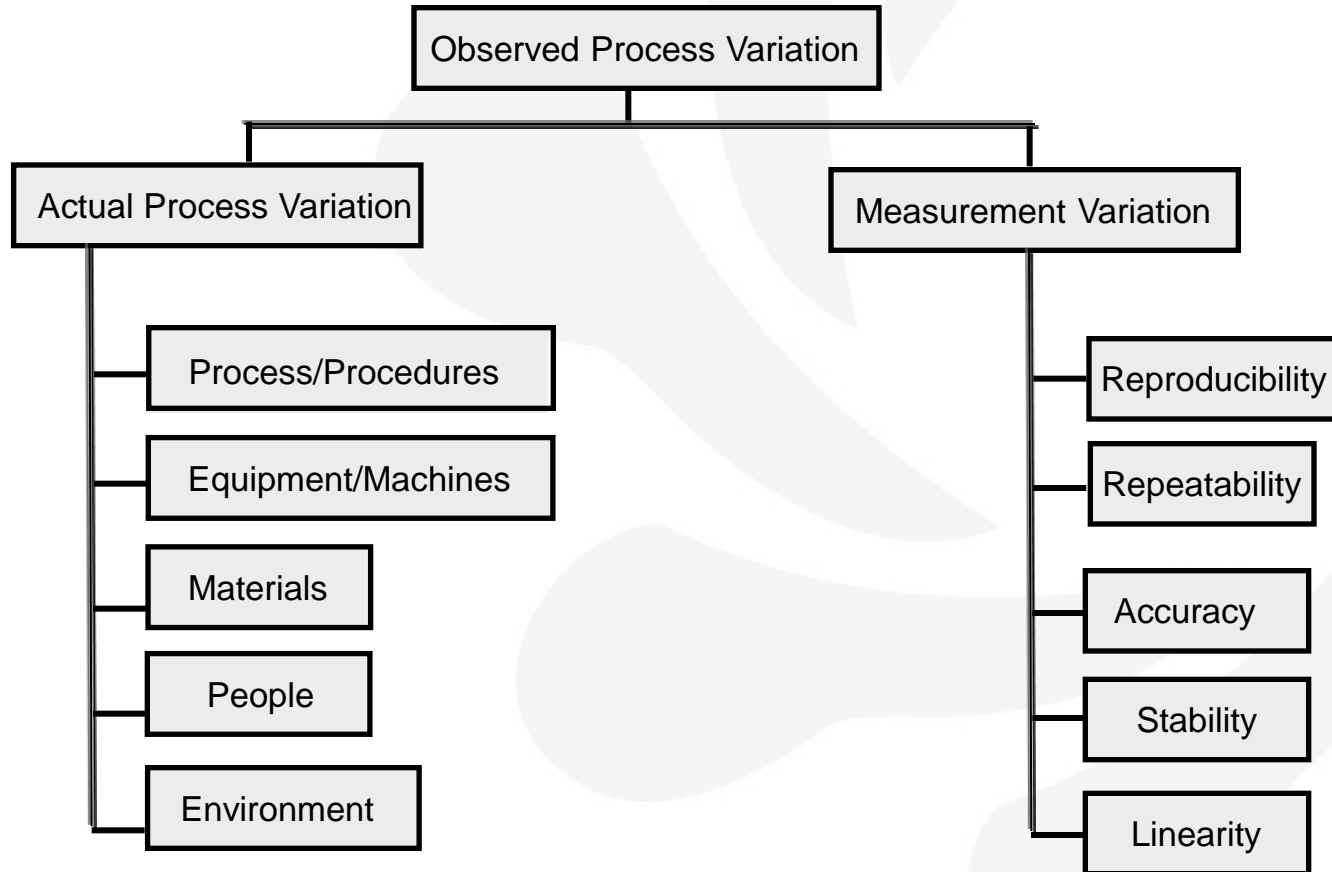 Observed Process Variation
Actual Process Variation
Measurement Variation
Process/Procedures
Equipment/Machines
Materials
People
Environment
Reproducibility
Repeatability
Accuracy
Stability
Linearity